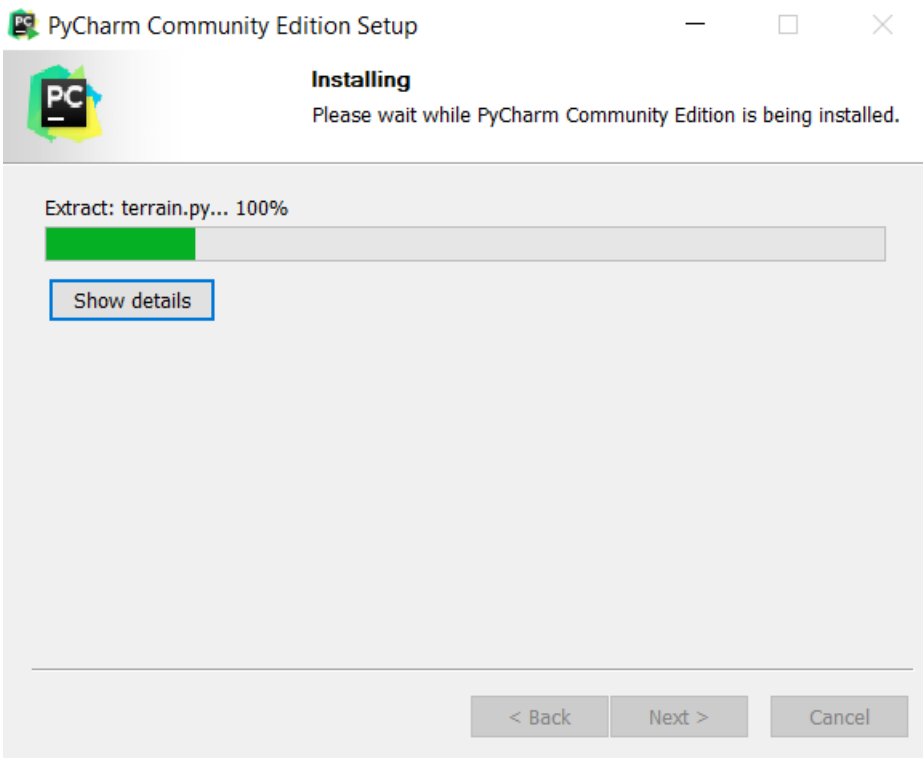 PyCharm Community Edition Setup
PC
Installing
Please wait while PyCharm Community Edition is being installed.
Extract: terrain.py... 100%
Show details
< Back
Next >
Cancel